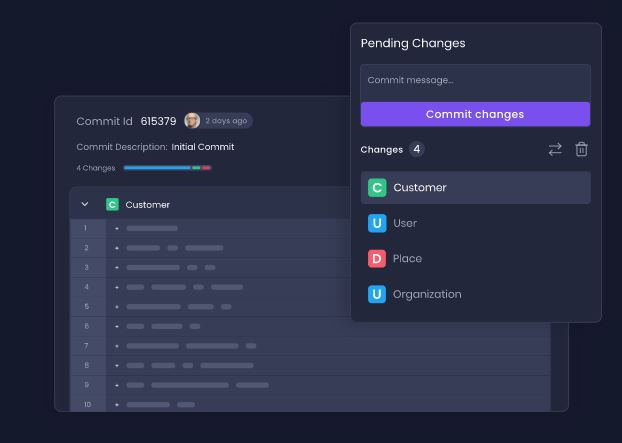 Pending Changes
Commit message...
Commit changes
Changes 4
C Customer
U User
D Place
U Organization
Commit Id 615379 2 days ago
Commit Description: Initial Commit
4 Changes
C Customer
1 +
2 +
3 +
4 +
5 +
6 +
7 +
8 +
9 +
10 +